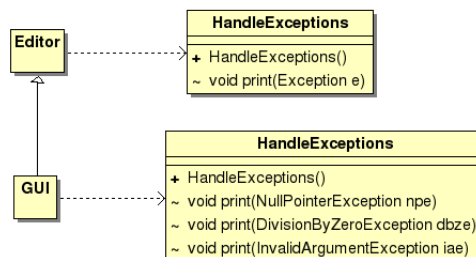 HandleExceptions
Editor
+ HandleExceptions()
~ void print(Exception e)
HandleExceptions
GUI
+ HandleExceptions()
~ void print(NullPointerException npe)
~ void print(DivisionByZeroException dbze)
~ void print(InvalidArgumentException iae)